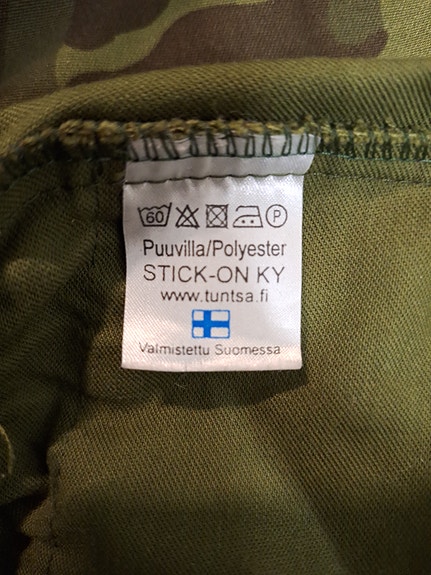 60 P
Puuvilla/Polyester
STICK-ON KY
www.tuntsa.fi
Valmistettu Suomessa